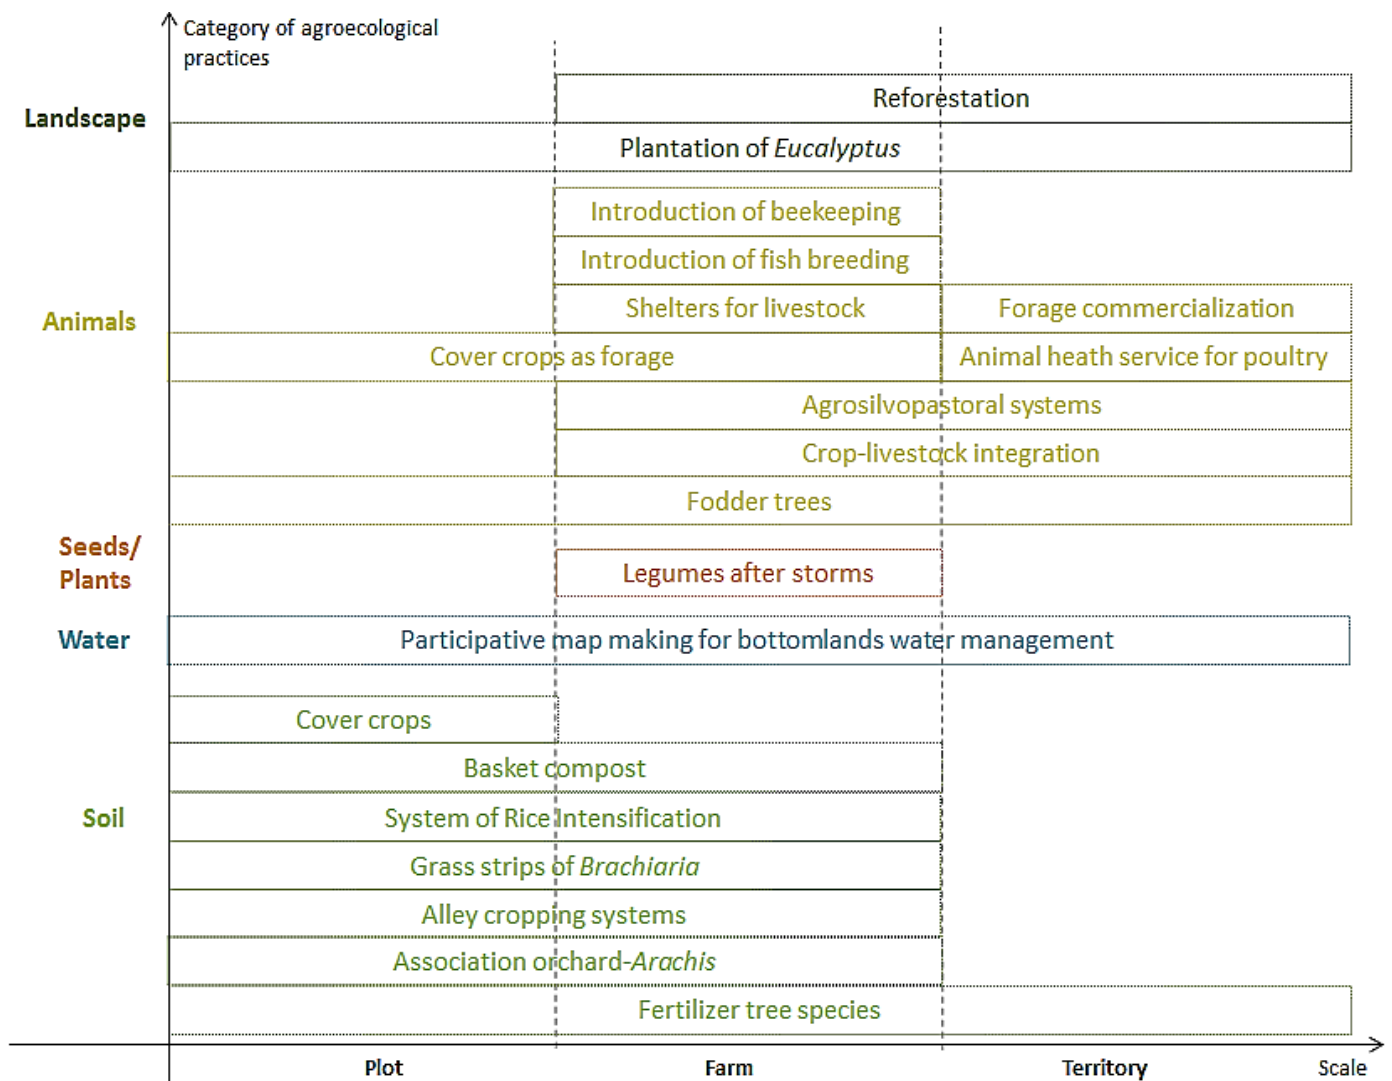 Category of agroecological
practices
Landscape
Reforestation
Plantation of Eucalyptus
Animals
Introduction of beekeeping
Introduction of fish breeding
Shelters for livestock
Forage commercialization
Cover crops as forage
Animal heath service for poultry
Agrosilvopastoral systems
Crop-livestock integration
Fodder trees
Seeds/
Plants
Legumes after storms
Water
Participative map making for bottomlands water management
Soil
Cover crops
Basket compost
System of Rice Intensification
Grass strips of Brachiaria
Alley cropping systems
Association orchard-Arachis
Fertilizer tree species
Plot
Farm
Territory
Scale